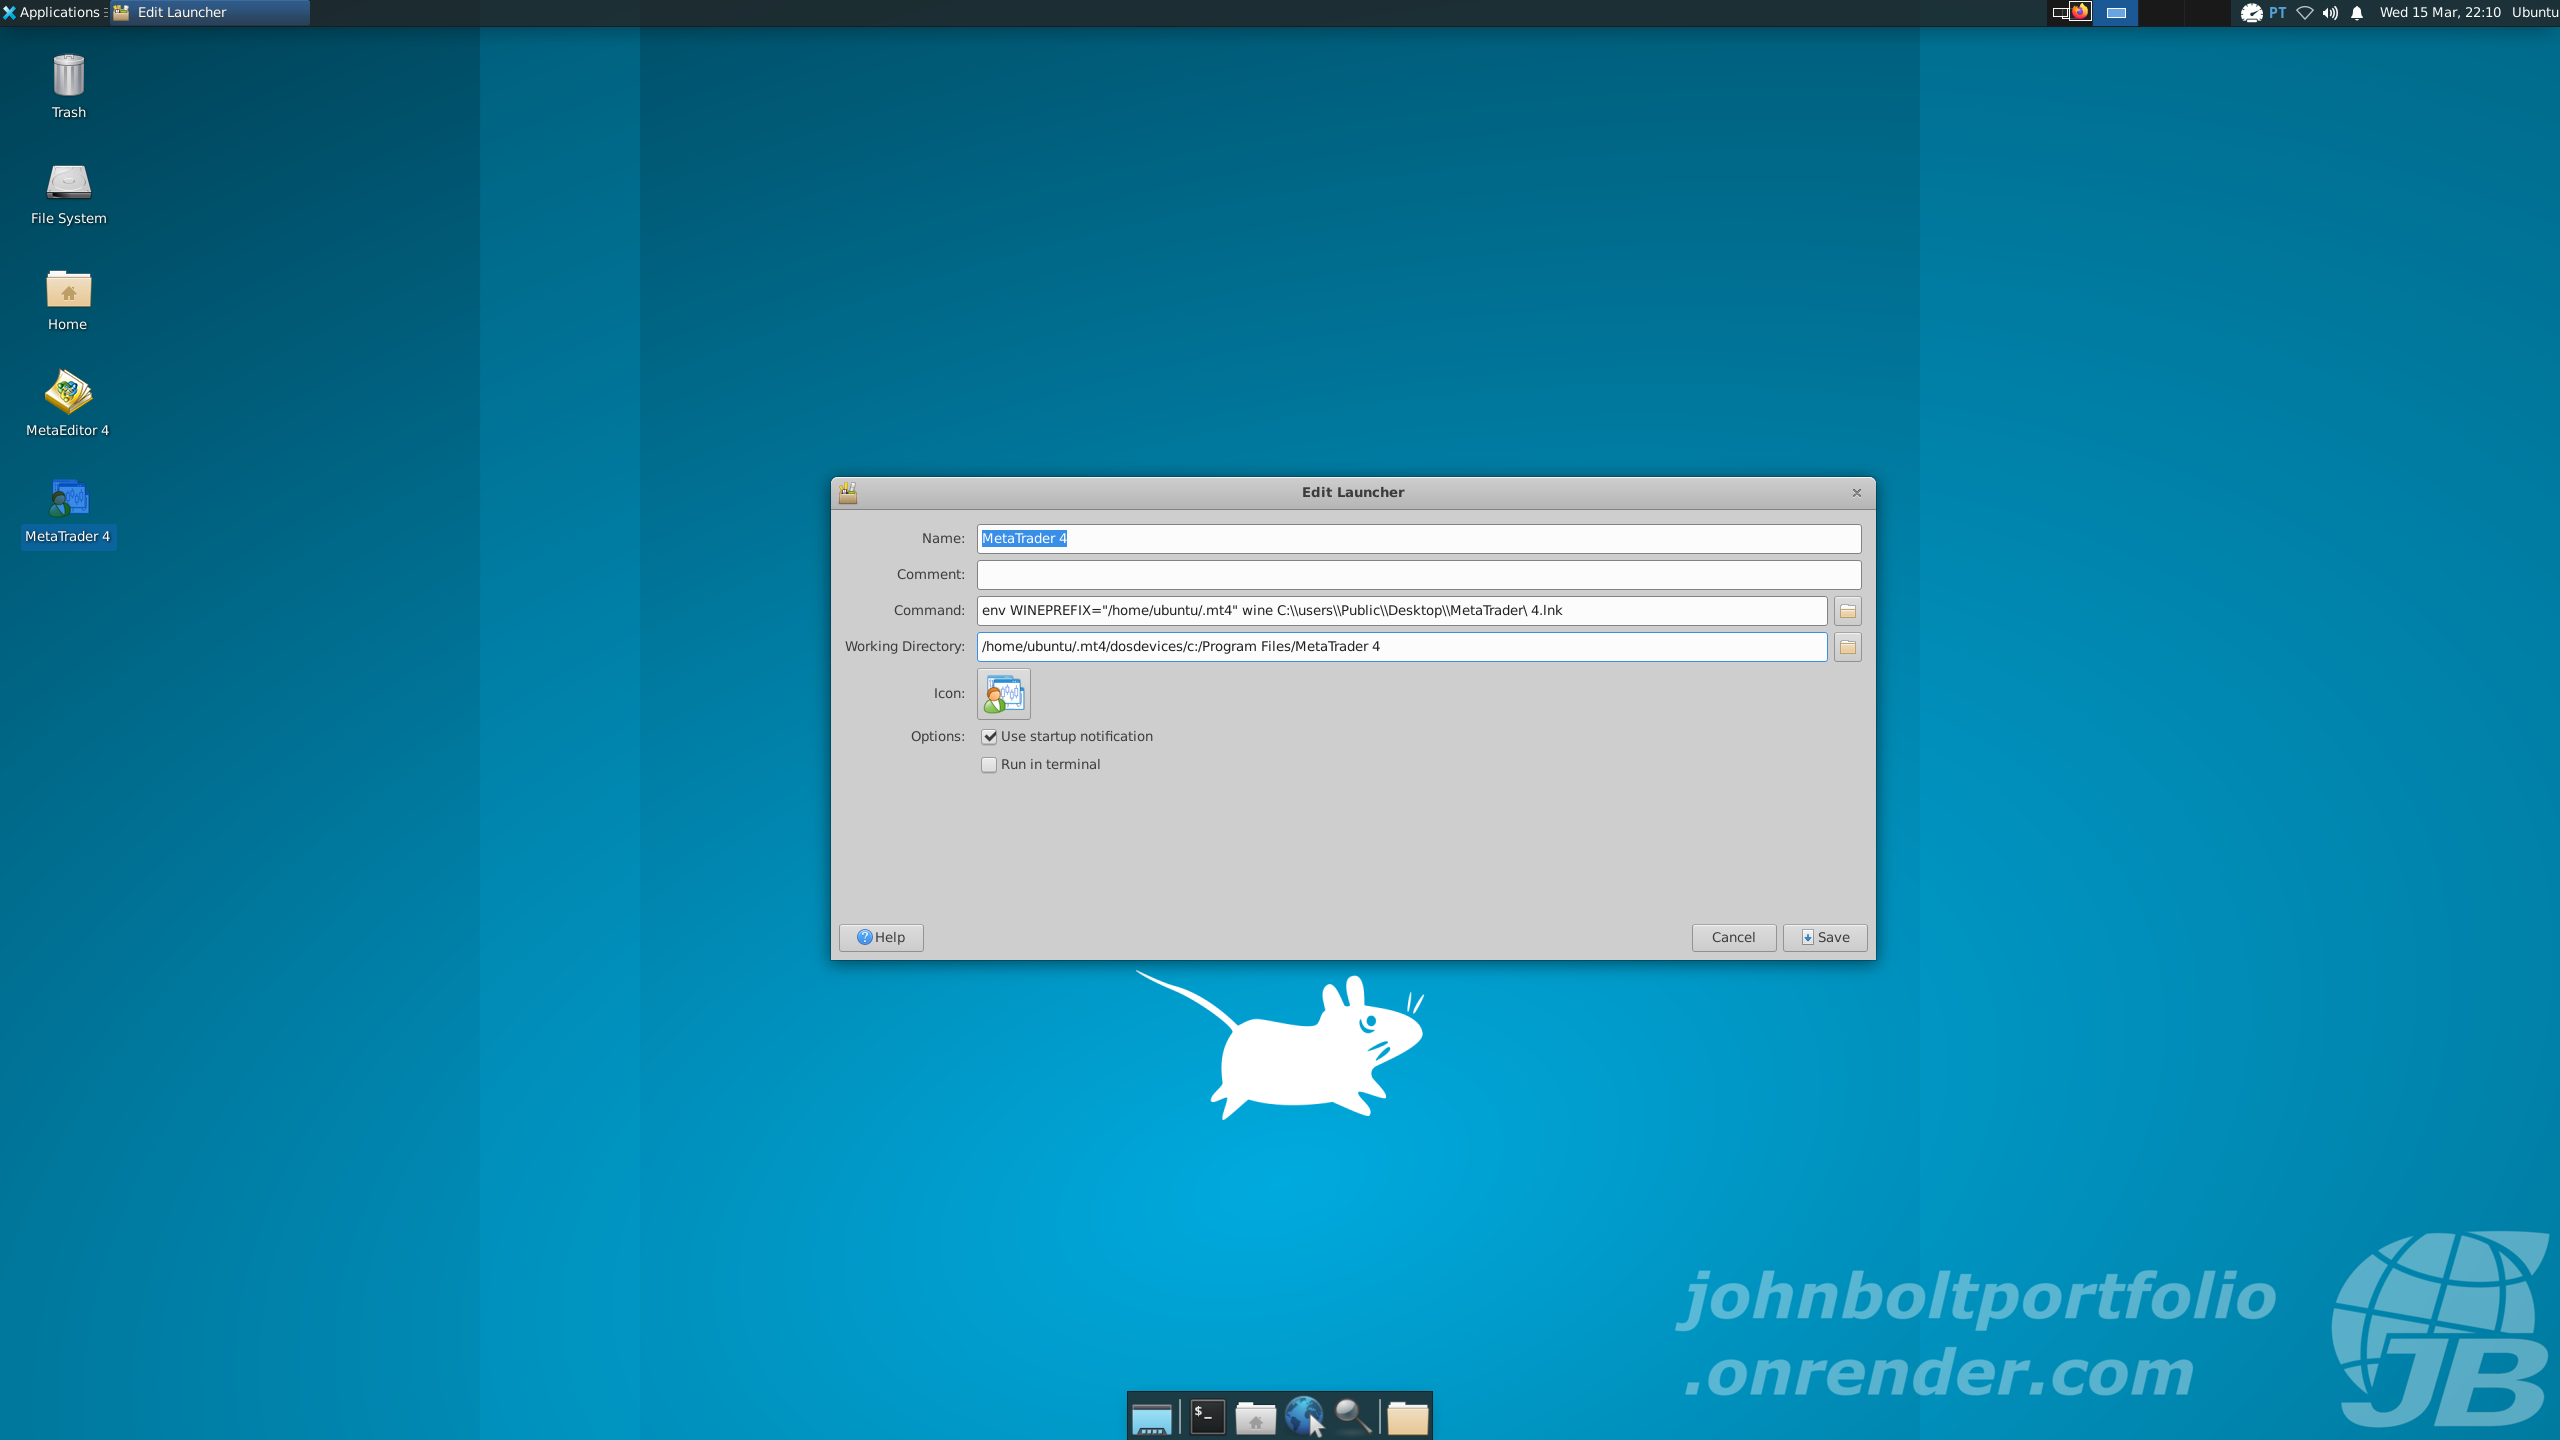 Applications
Edit Launcher
PT
Wed 15 Mar, 22:10
Ubuntu
Trash
File System
Home
MetaEditor 4
MetaTrader 4
Edit Launcher
Name:
MetaTrader 4
Comment:
Command:
env WINEPREFIX="/home/ubuntu/.mt4" wine C:\\users\\Public\\Desktop\\MetaTrader\ 4.lnk
Working Directory:
/home/ubuntu/.mt4/dosdevices/c:/Program Files/MetaTrader 4
Icon:
Options:
Use startup notification
Run in terminal
Help
Cancel
Save
johnboltportfolio
.onrender.com
JB
$_